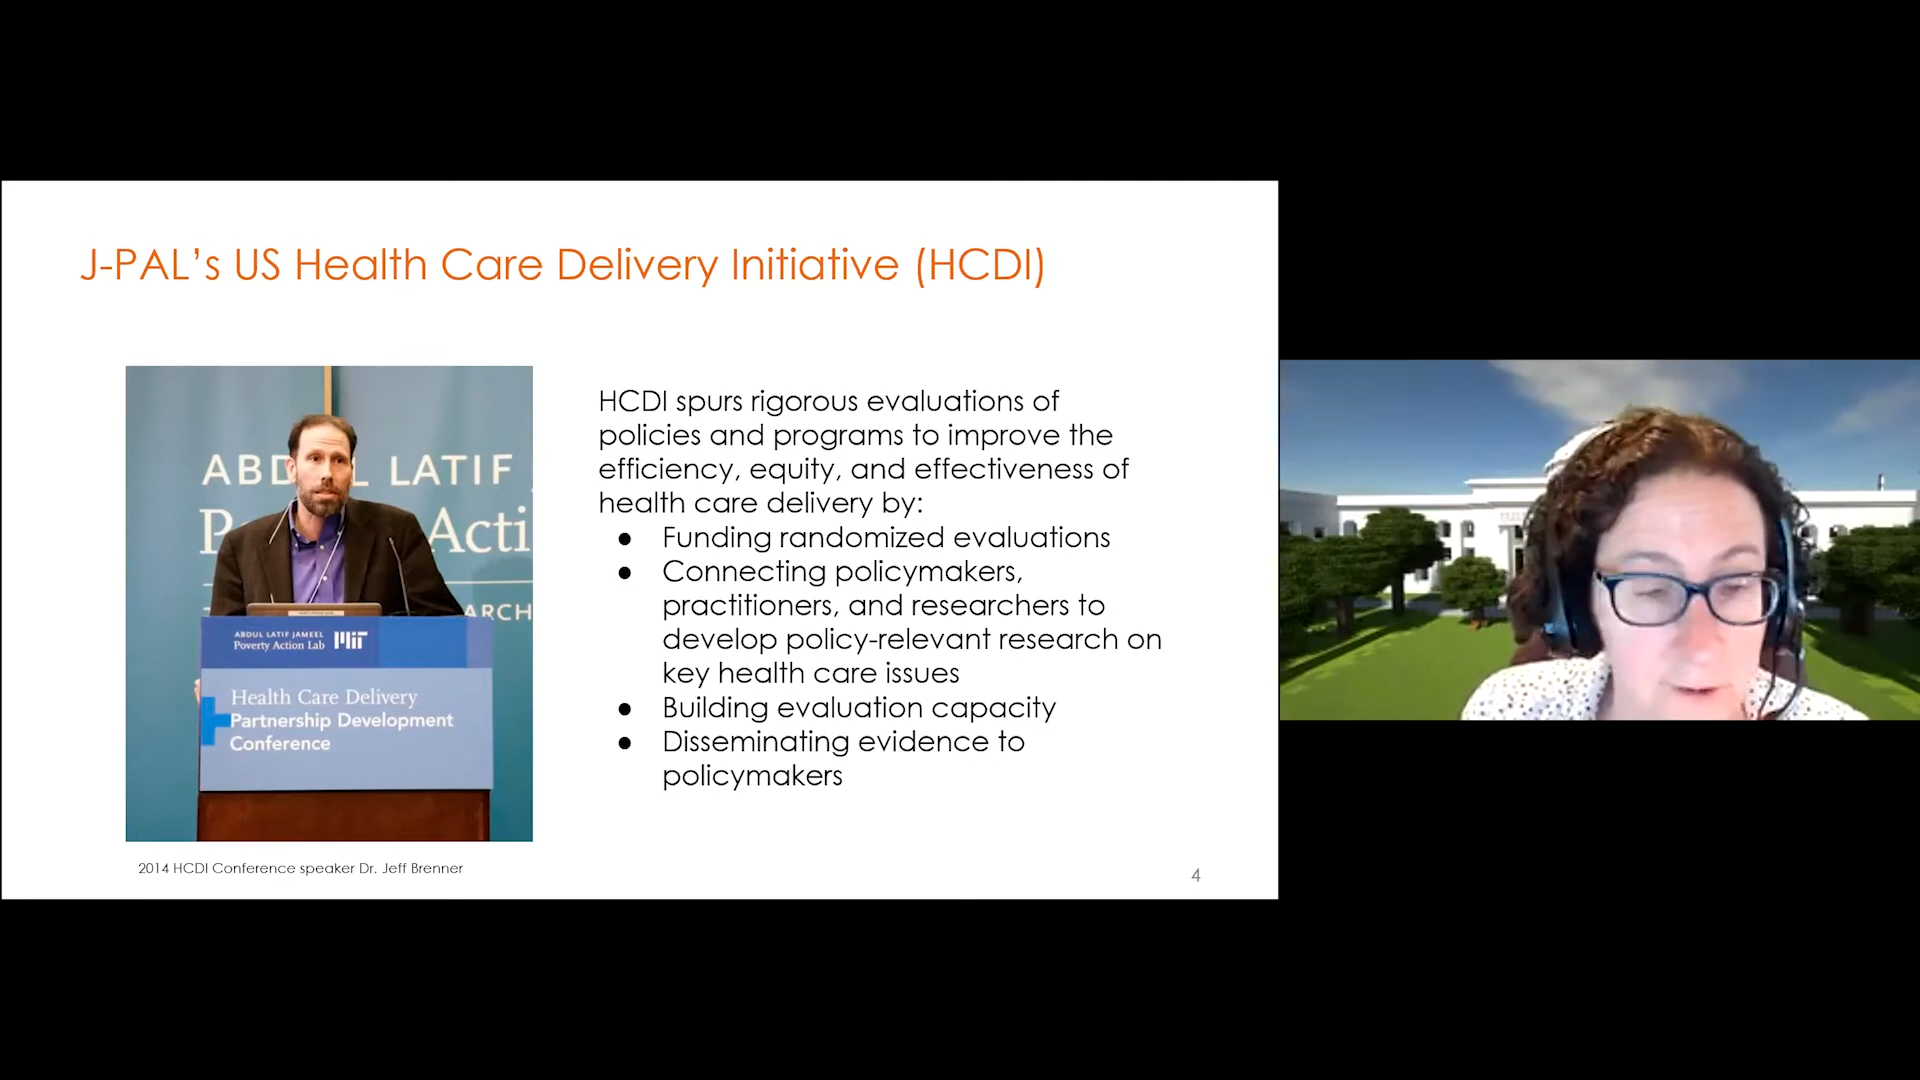 J-PAL's US Health Care Delivery Initiative (HCDI)
ABDUL LATIF
Acti
ARCH
ABDUL LATIF JAMEEL
Poverty Action Lab
MIT
Health Care Delivery
Partnership Development
Conference
2014 HCDI Conference speaker Dr. Jeff Brenner
HCDI spurs rigorous evaluations of
policies and programs to improve the
efficiency, equity, and effectiveness of
health care delivery by:
● Funding randomized evaluations
● Connecting policymakers,
practitioners, and researchers to
develop policy-relevant research on
key health care issues
● Building evaluation capacity
● Disseminating evidence to
policymakers
4